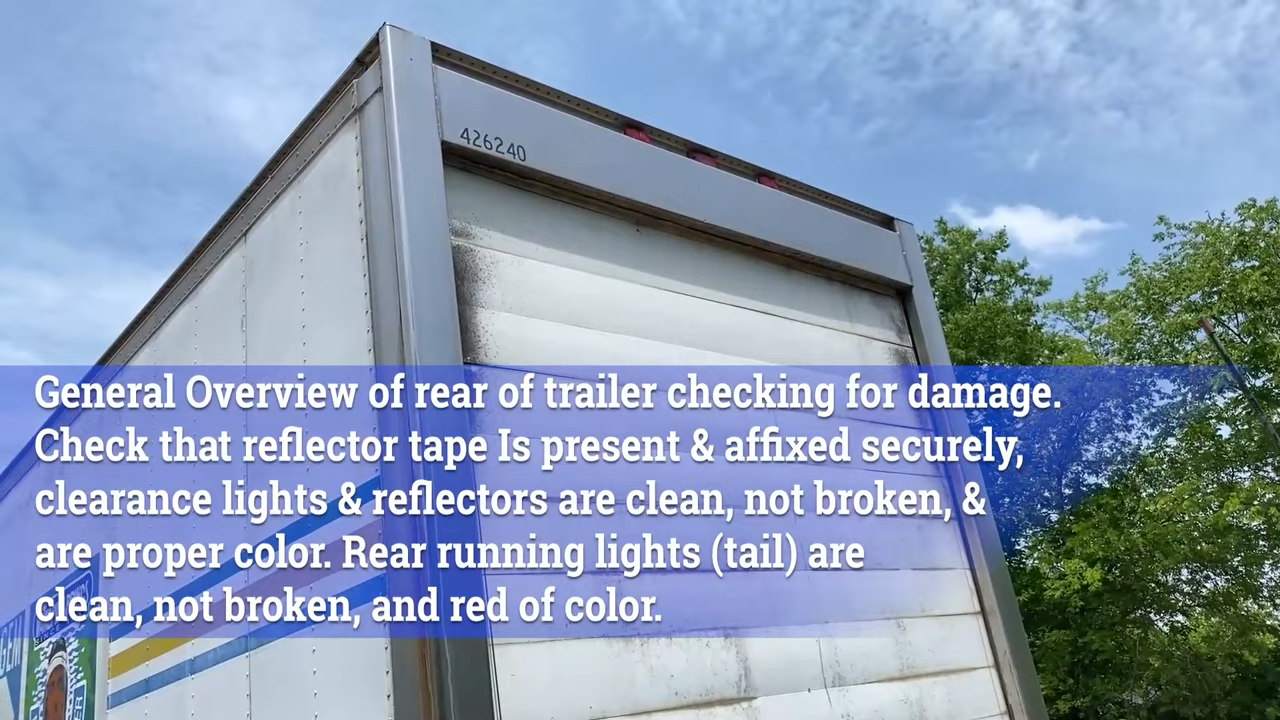 426240
General Overview of rear of trailer checking for damage.
Check that reflector tape Is present & affixed securely,
clearance lights & reflectors are clean, not broken, &
are proper color. Rear running lights (tail) are
clean, not broken, and red of color.